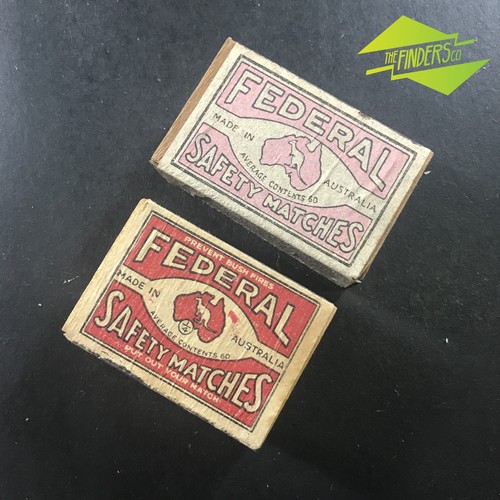 THE FINDERS CO
FEDERAL
MADE IN
AUSTRALIA
AVERAGE CONTENTS 60
SAFETY MATCHES
PREVENT BUSH FIRES
FEDERAL
MADE IN
AUSTRALIA
AVERAGE CONTENTS 60
SAFETY MATCHES
PUT OUT YOUR MATCH